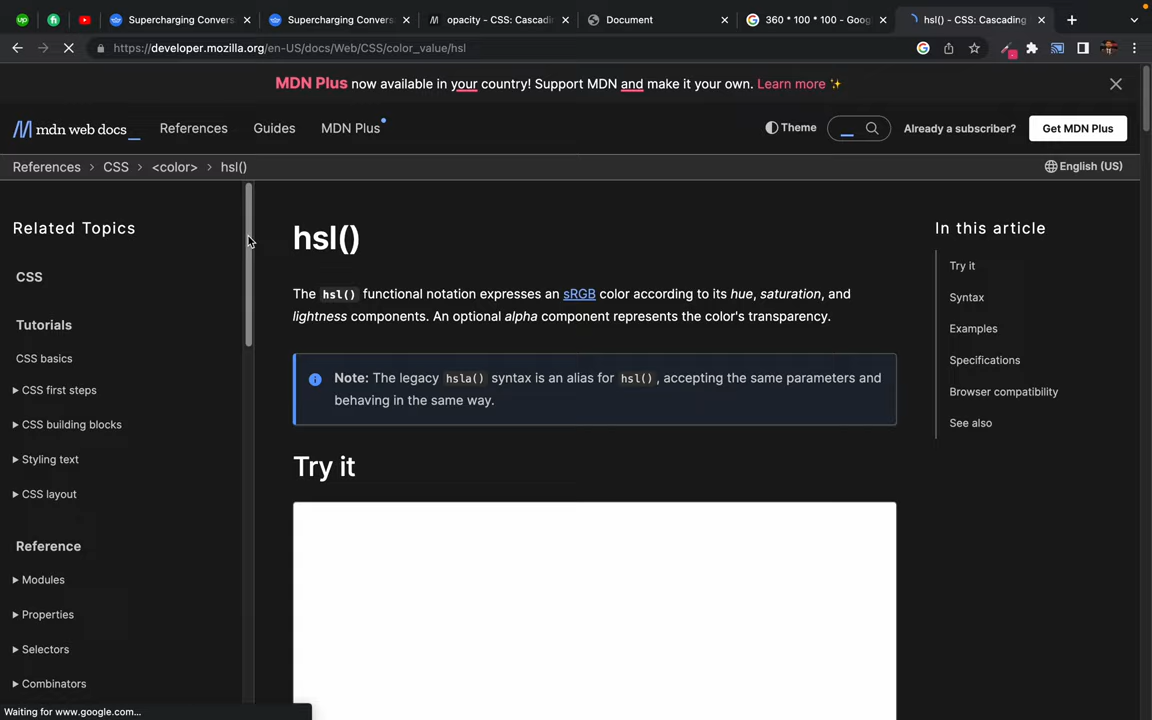 Supercharging Convers
Supercharging Convers
opacity - CSS: Cascadin
Document
360 * 100 * 100 - Goog
hsl() - CSS: Cascading
https://developer.mozilla.org/en-US/docs/Web/CSS/color_value/hsl
MDN Plus now available in your country! Support MDN and make it your own. Learn more ✨
mdn web docs_
References
Guides
MDN Plus
Theme
Already a subscriber?
Get MDN Plus
References > CSS > <color> > hsl()
English (US)
Related Topics
CSS
Tutorials
CSS basics
CSS first steps
CSS building blocks
Styling text
CSS layout
Reference
Modules
Properties
Selectors
Combinators
hsl()
The hsl() functional notation expresses an sRGB color according to its hue, saturation, and
lightness components. An optional alpha component represents the color's transparency.
Note: The legacy hsla() syntax is an alias for hsl(), accepting the same parameters and
behaving in the same way.
Try it
In this article
Try it
Syntax
Examples
Specifications
Browser compatibility
See also
Waiting for www.google.com...